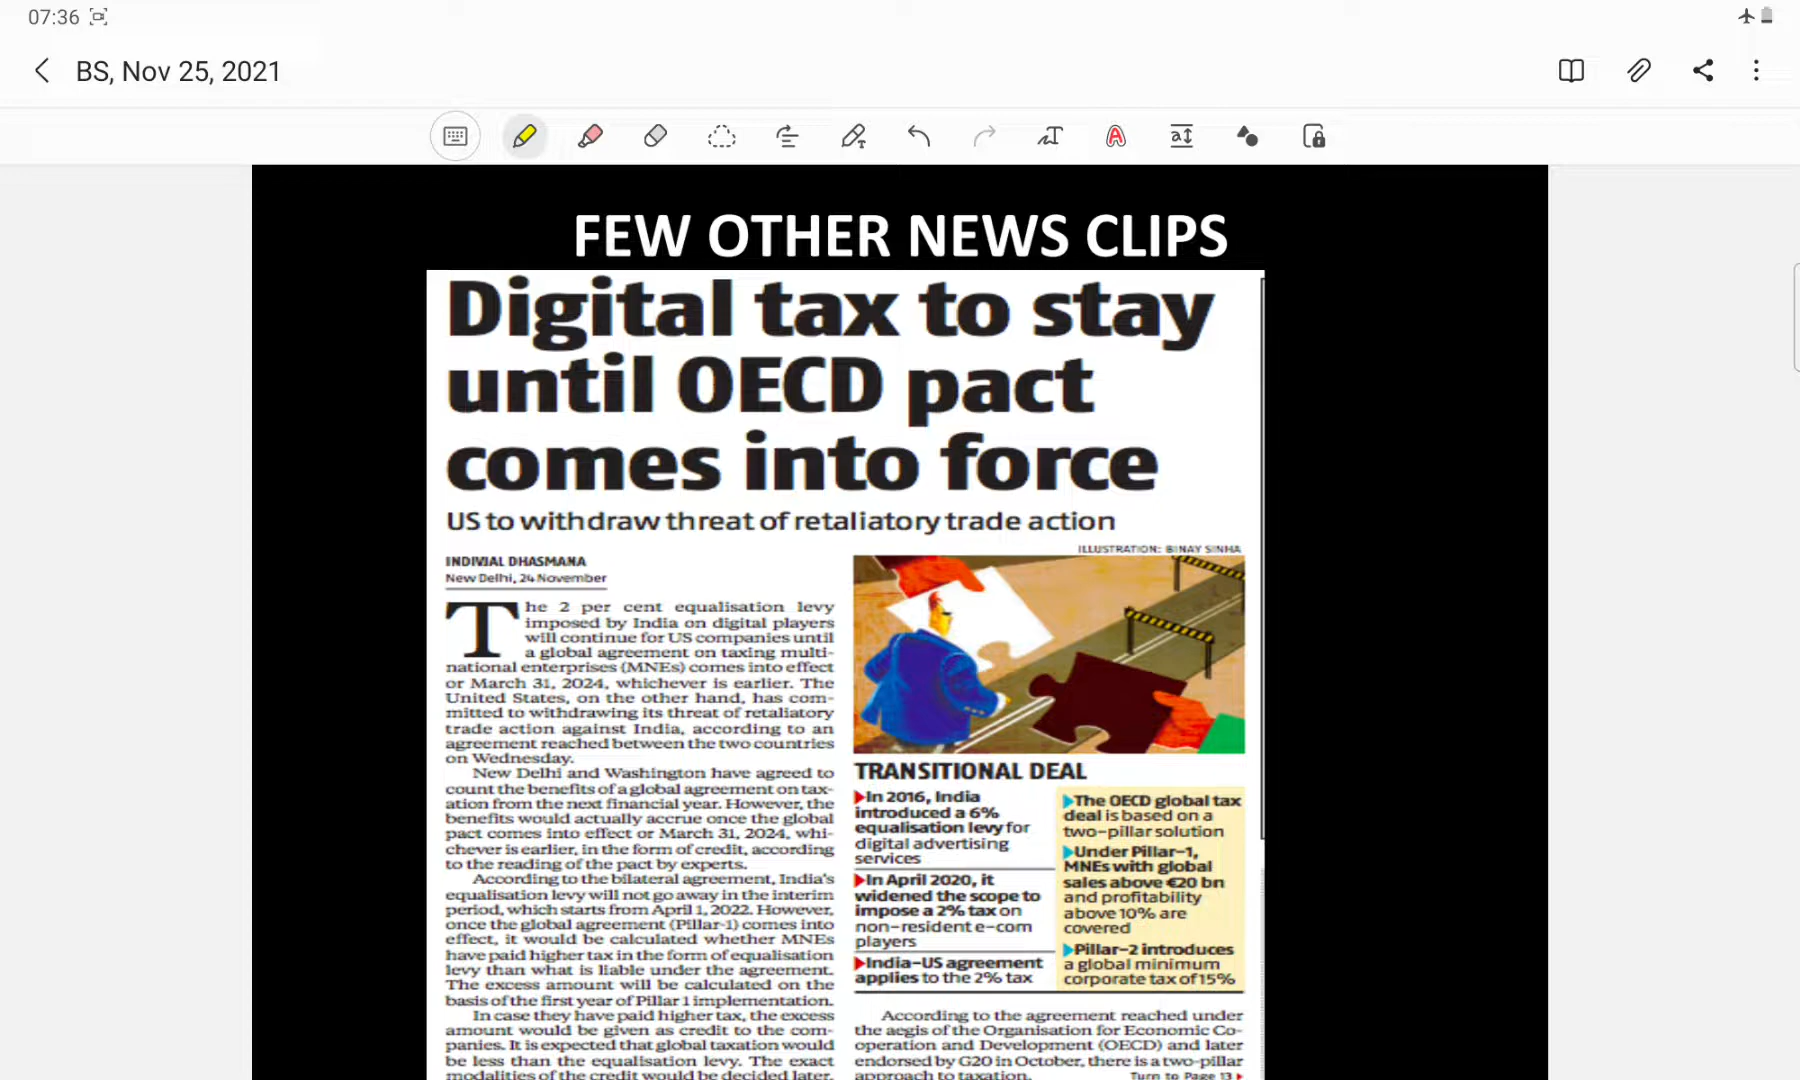 07:36
BS, Nov 25, 2021
FEW OTHER NEWS CLIPS
Digital tax to stay
until OECD pact
comes into force
US to withdraw threat of retaliatory trade action
INDIVJAL DHASMANA
New Delhi, 24 November
The 2 per cent equalisation levy
imposed by India on digital players
will continue for US companies until
a global agreement on taxing multi-
national enterprises (MNEs) comes into effect
or March 31, 2024, whichever is earlier. The
United States, on the other hand, has com-
mitted to withdrawing its threat of retaliatory
trade action against India, according to an
agreement reached between the two countries
on Wednesday.
New Delhi and Washington have agreed to
count the benefits of a global agreement on tax-
ation from the next financial year. However, the
benefits would actually accrue once the global
pact comes into effect or March 31, 2024, whi-
chever is earlier, in the form of credit, according
to the reading of the pact by experts.
According to the bilateral agreement, India's
equalisation levy will not go away in the interim
period, which starts from April 1, 2022. However,
once the global agreement (Pillar-1) comes into
effect, it would be calculated whether MNEs
have paid higher tax in the form of equalisation
levy than what is liable under the agreement.
The excess amount will be calculated on the
basis of the first year of Pillar 1 implementation.
In case they have paid higher tax, the excess
amount would be given as credit to the com-
panies. It is expected that global taxation would
be less than the equalisation levy. The exact
modalities of the credit would be decided later.
ILLUSTRATION: BINAY SINHA
TRANSITIONAL DEAL
In 2016, India
introduced a 6%
equalisation levy for
digital advertising
services
In April 2020, it
widened the scope to
impose a 2% tax on
non-resident e-com
players
India-US agreement
applies to the 2% tax
The OECD global tax
deal is based on a
two-pillar solution
Under Pillar-1,
MNEs with global
sales above €20 bn
and profitability
above 10% are
covered
Pillar-2 introduces
a global minimum
corporate tax of 15%
According to the agreement reached under
the aegis of the Organisation for Economic Co-
operation and Development (OECD) and later
endorsed by G20 in October, there is a two-pillar
approach to taxation.
Turn to Page 13